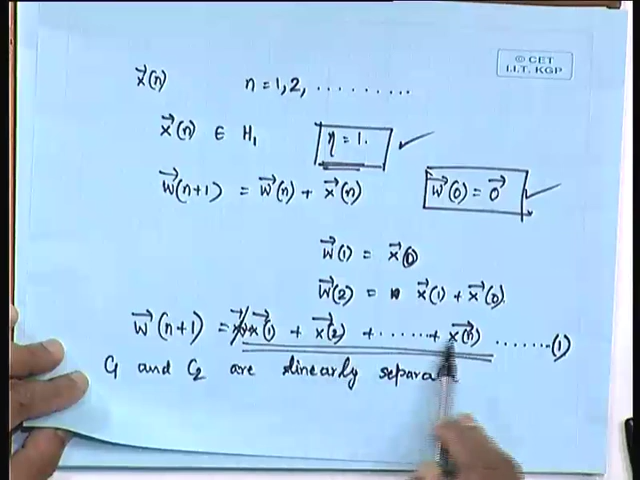 © CET
I.I.T. KGP
x⃗(n) n = 1, 2, ..........
x⃗(n) ∈ H₁ η = 1.
w⃗(n+1) = w⃗(n) + x⃗(n) w⃗(0) = 0⃗
w⃗(1) = x⃗(0)
w⃗(2) = x⃗(1) + x⃗(0).
w⃗(n+1) = x⃗(1) + x⃗(2) + ...... + x⃗(n) ......(1)
C₁ and C₂ are linearly separa